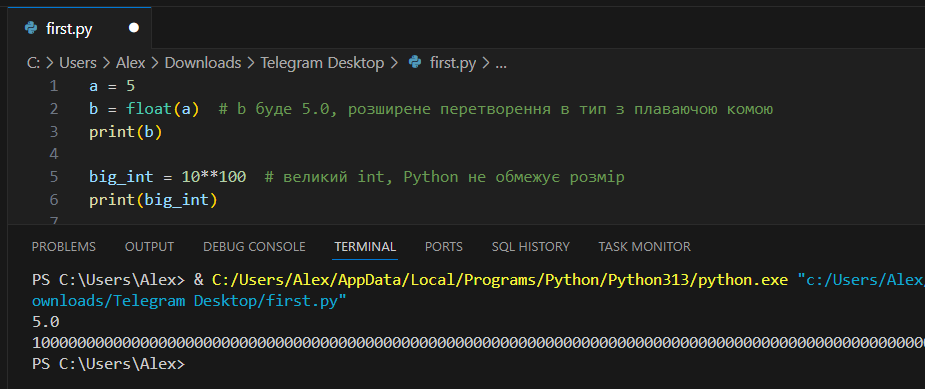 first.py
C: > Users > Alex > Downloads > Telegram Desktop > first.py > ...
1 a = 5
2 b = float(a)  # b буде 5.0, розширене перетворення в тип з плаваючою комою
3 print(b)
4
5 big_int = 10**100  # великий int, Python не обмежує розмір
6 print(big_int)
7
PROBLEMS OUTPUT DEBUG CONSOLE TERMINAL PORTS SQL HISTORY TASK MONITOR
PS C:\Users\Alex> & C:/Users/Alex/AppData/Local/Programs/Python/Python313/python.exe "c:/Users/Alex/
ownloads/Telegram Desktop/first.py"
5.0
1000000000000000000000000000000000000000000000000000000000000000000000000000000000000000000000000000
PS C:\Users\Alex>